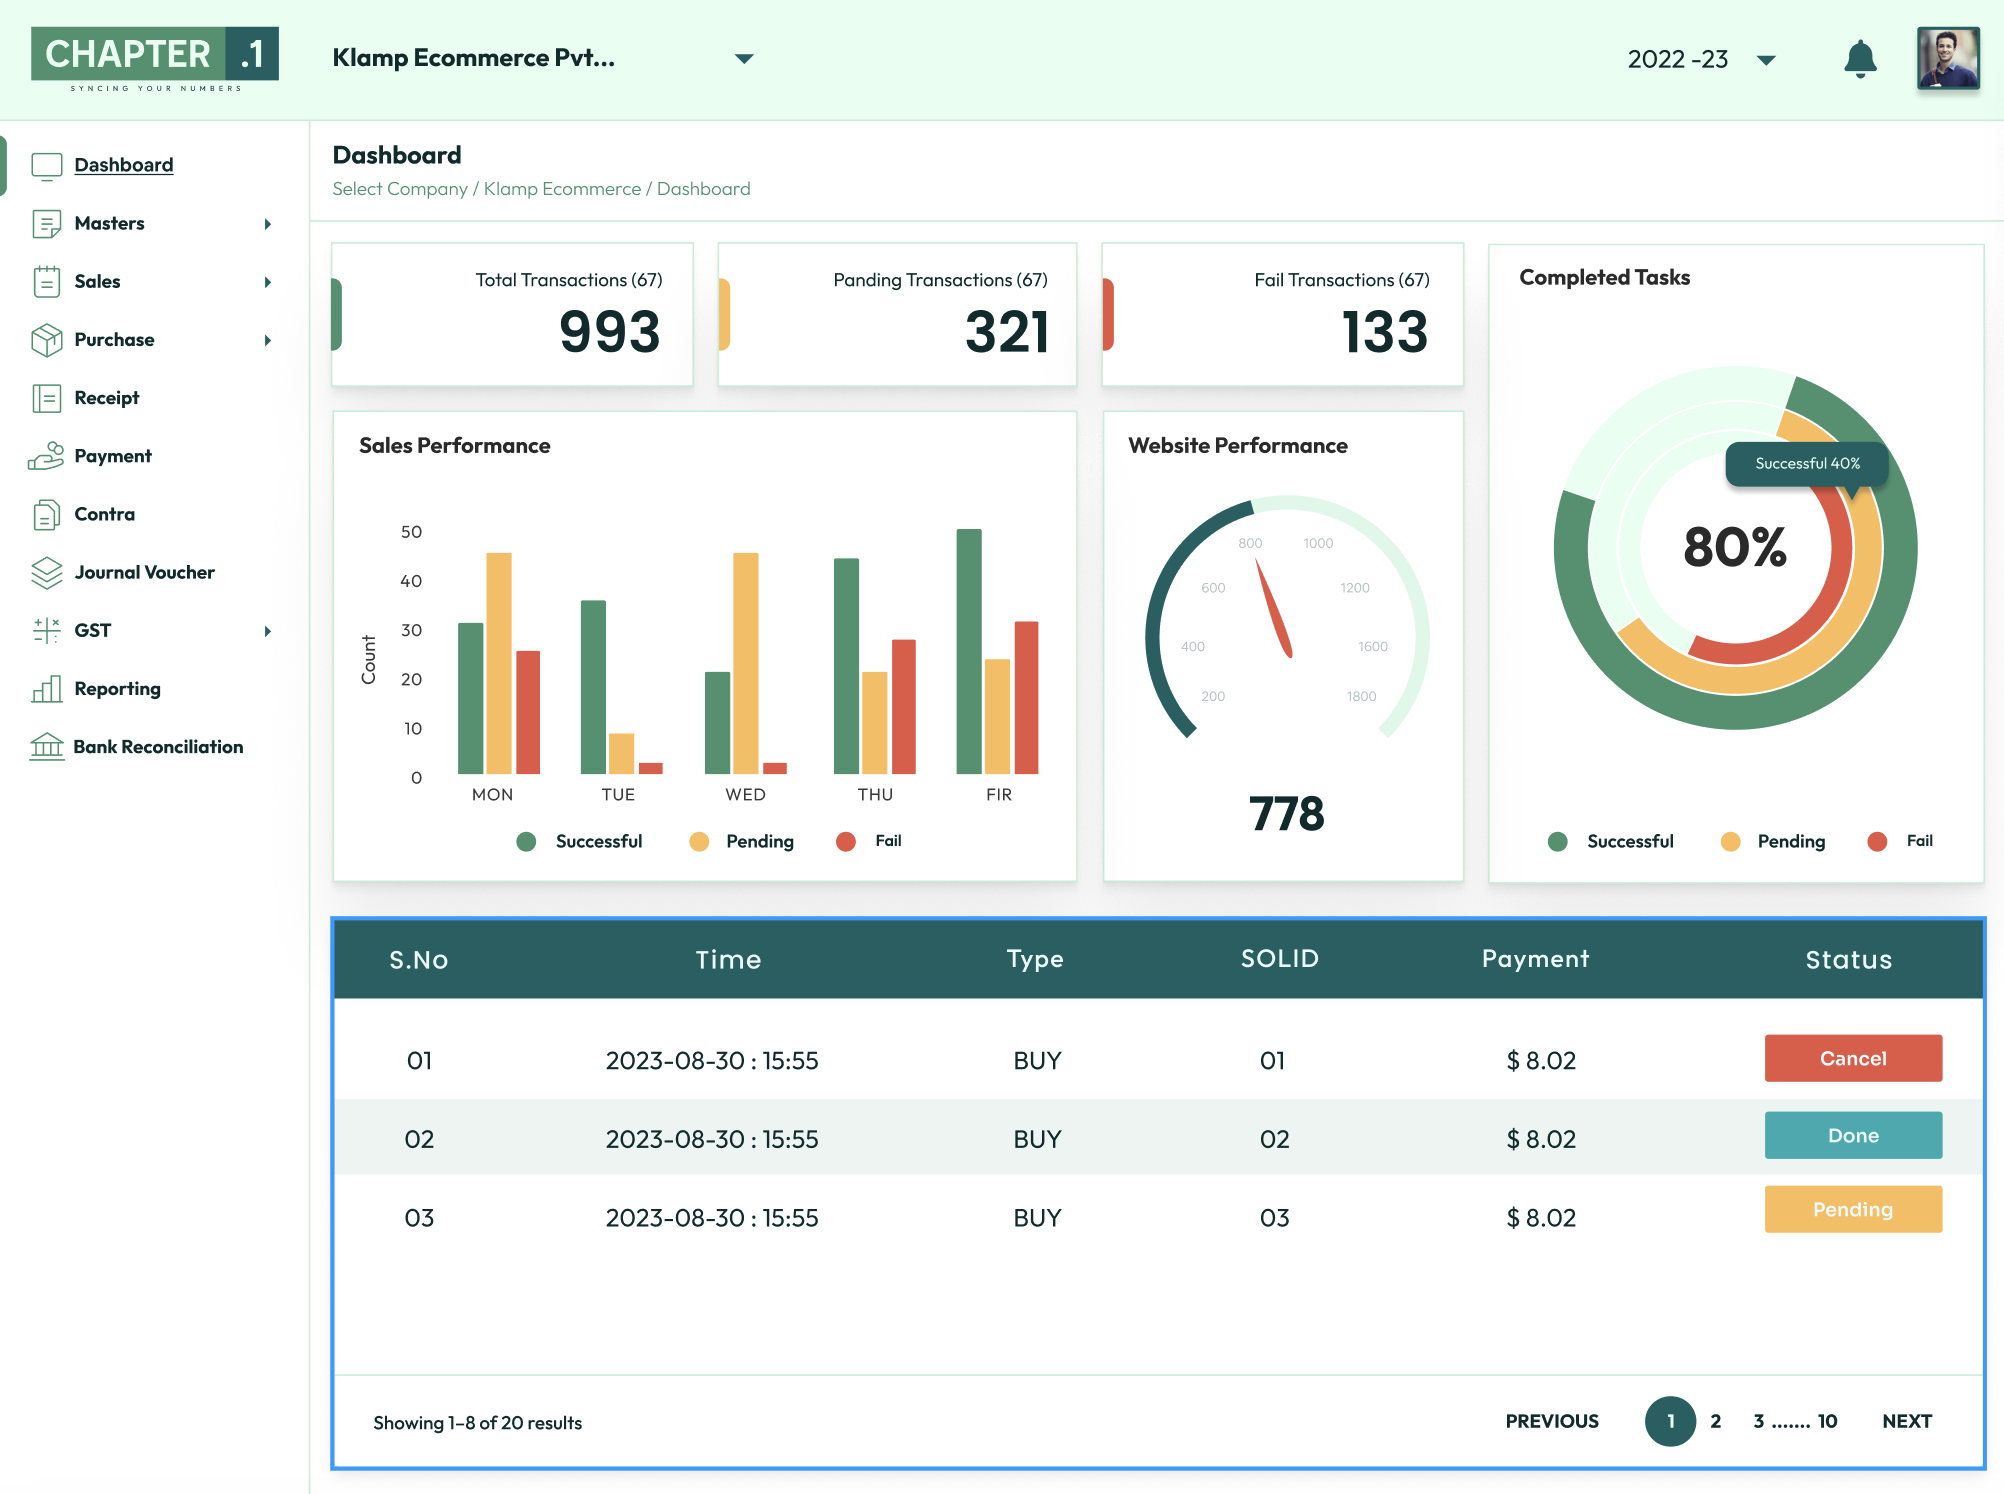 CHAPTER .1
SYNCING YOUR NUMBERS
Klamp Ecommerce Pvt...
2022 -23
Dashboard
Masters
Sales
Purchase
Receipt
Payment
Contra
Journal Voucher
GST
Reporting
Bank Reconciliation
Dashboard
Select Company / Klamp Ecommerce / Dashboard
Total Transactions (67)
993
Panding Transactions (67)
321
Fail Transactions (67)
133
Sales Performance
Count
50
40
30
20
10
0
MON TUE WED THU FIR
Successful Pending Fail
Website Performance
800 1000
600 1200
400 1600
200 1800
778
Completed Tasks
Successful 40%
80%
Successful Pending Fail
S.No Time Type SOLID Payment Status
01 2023-08-30 : 15:55 BUY 01 $ 8.02 Cancel
02 2023-08-30 : 15:55 BUY 02 $ 8.02 Done
03 2023-08-30 : 15:55 BUY 03 $ 8.02 Pending
Showing 1-8 of 20 results
PREVIOUS 1 2 3 ....... 10 NEXT